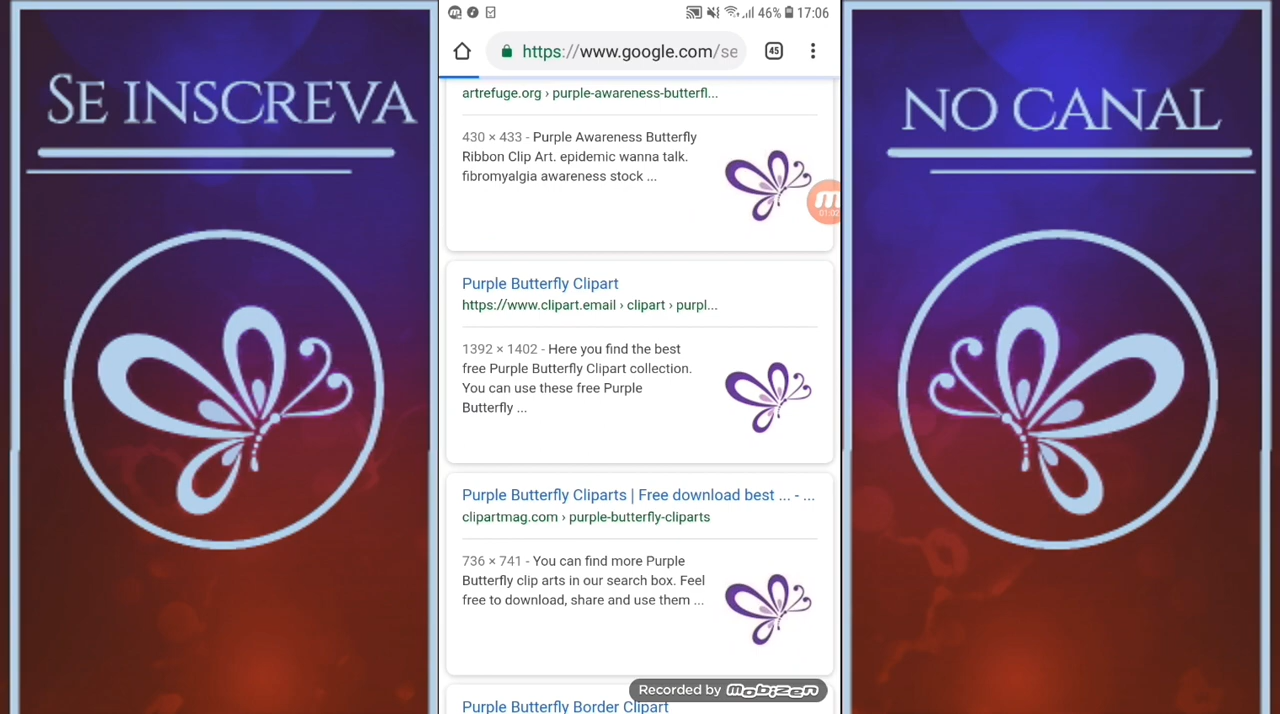 SE INSCREVA
46% 17:06
https://www.google.com/se
45
artrefuge.org › purple-awareness-butterfl...
430 × 433 - Purple Awareness Butterfly
Ribbon Clip Art. epidemic wanna talk.
fibromyalgia awareness stock ...
01:02
Purple Butterfly Clipart
https://www.clipart.email › clipart › purpl...
1392 × 1402 - Here you find the best
free Purple Butterfly Clipart collection.
You can use these free Purple
Butterfly ...
Purple Butterfly Cliparts | Free download best ... - ...
clipartmag.com › purple-butterfly-cliparts
736 × 741 - You can find more Purple
Butterfly clip arts in our search box. Feel
free to download, share and use them ...
Recorded by mobizen
Purple Butterfly Border Clipart
NO CANAL